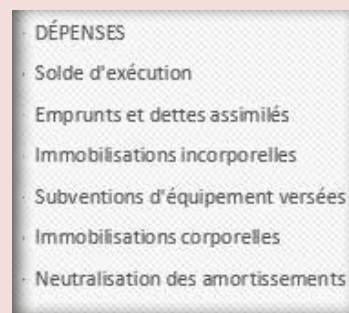 DÉPENSES
Solde d'exécution
Emprunts et dettes assimilés
Immobilisations incorporelles
Subventions d'équipement versées
Immobilisations corporelles
Neutralisation des amortissements